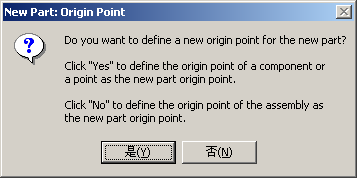 New Part: Origin Point
Do you want to define a new origin point for the new part?
Click "Yes" to define the origin point of a component or
a point as the new part origin point.
Click "No" to define the origin point of the assembly as
the new part origin point.
是(Y)
否(N)